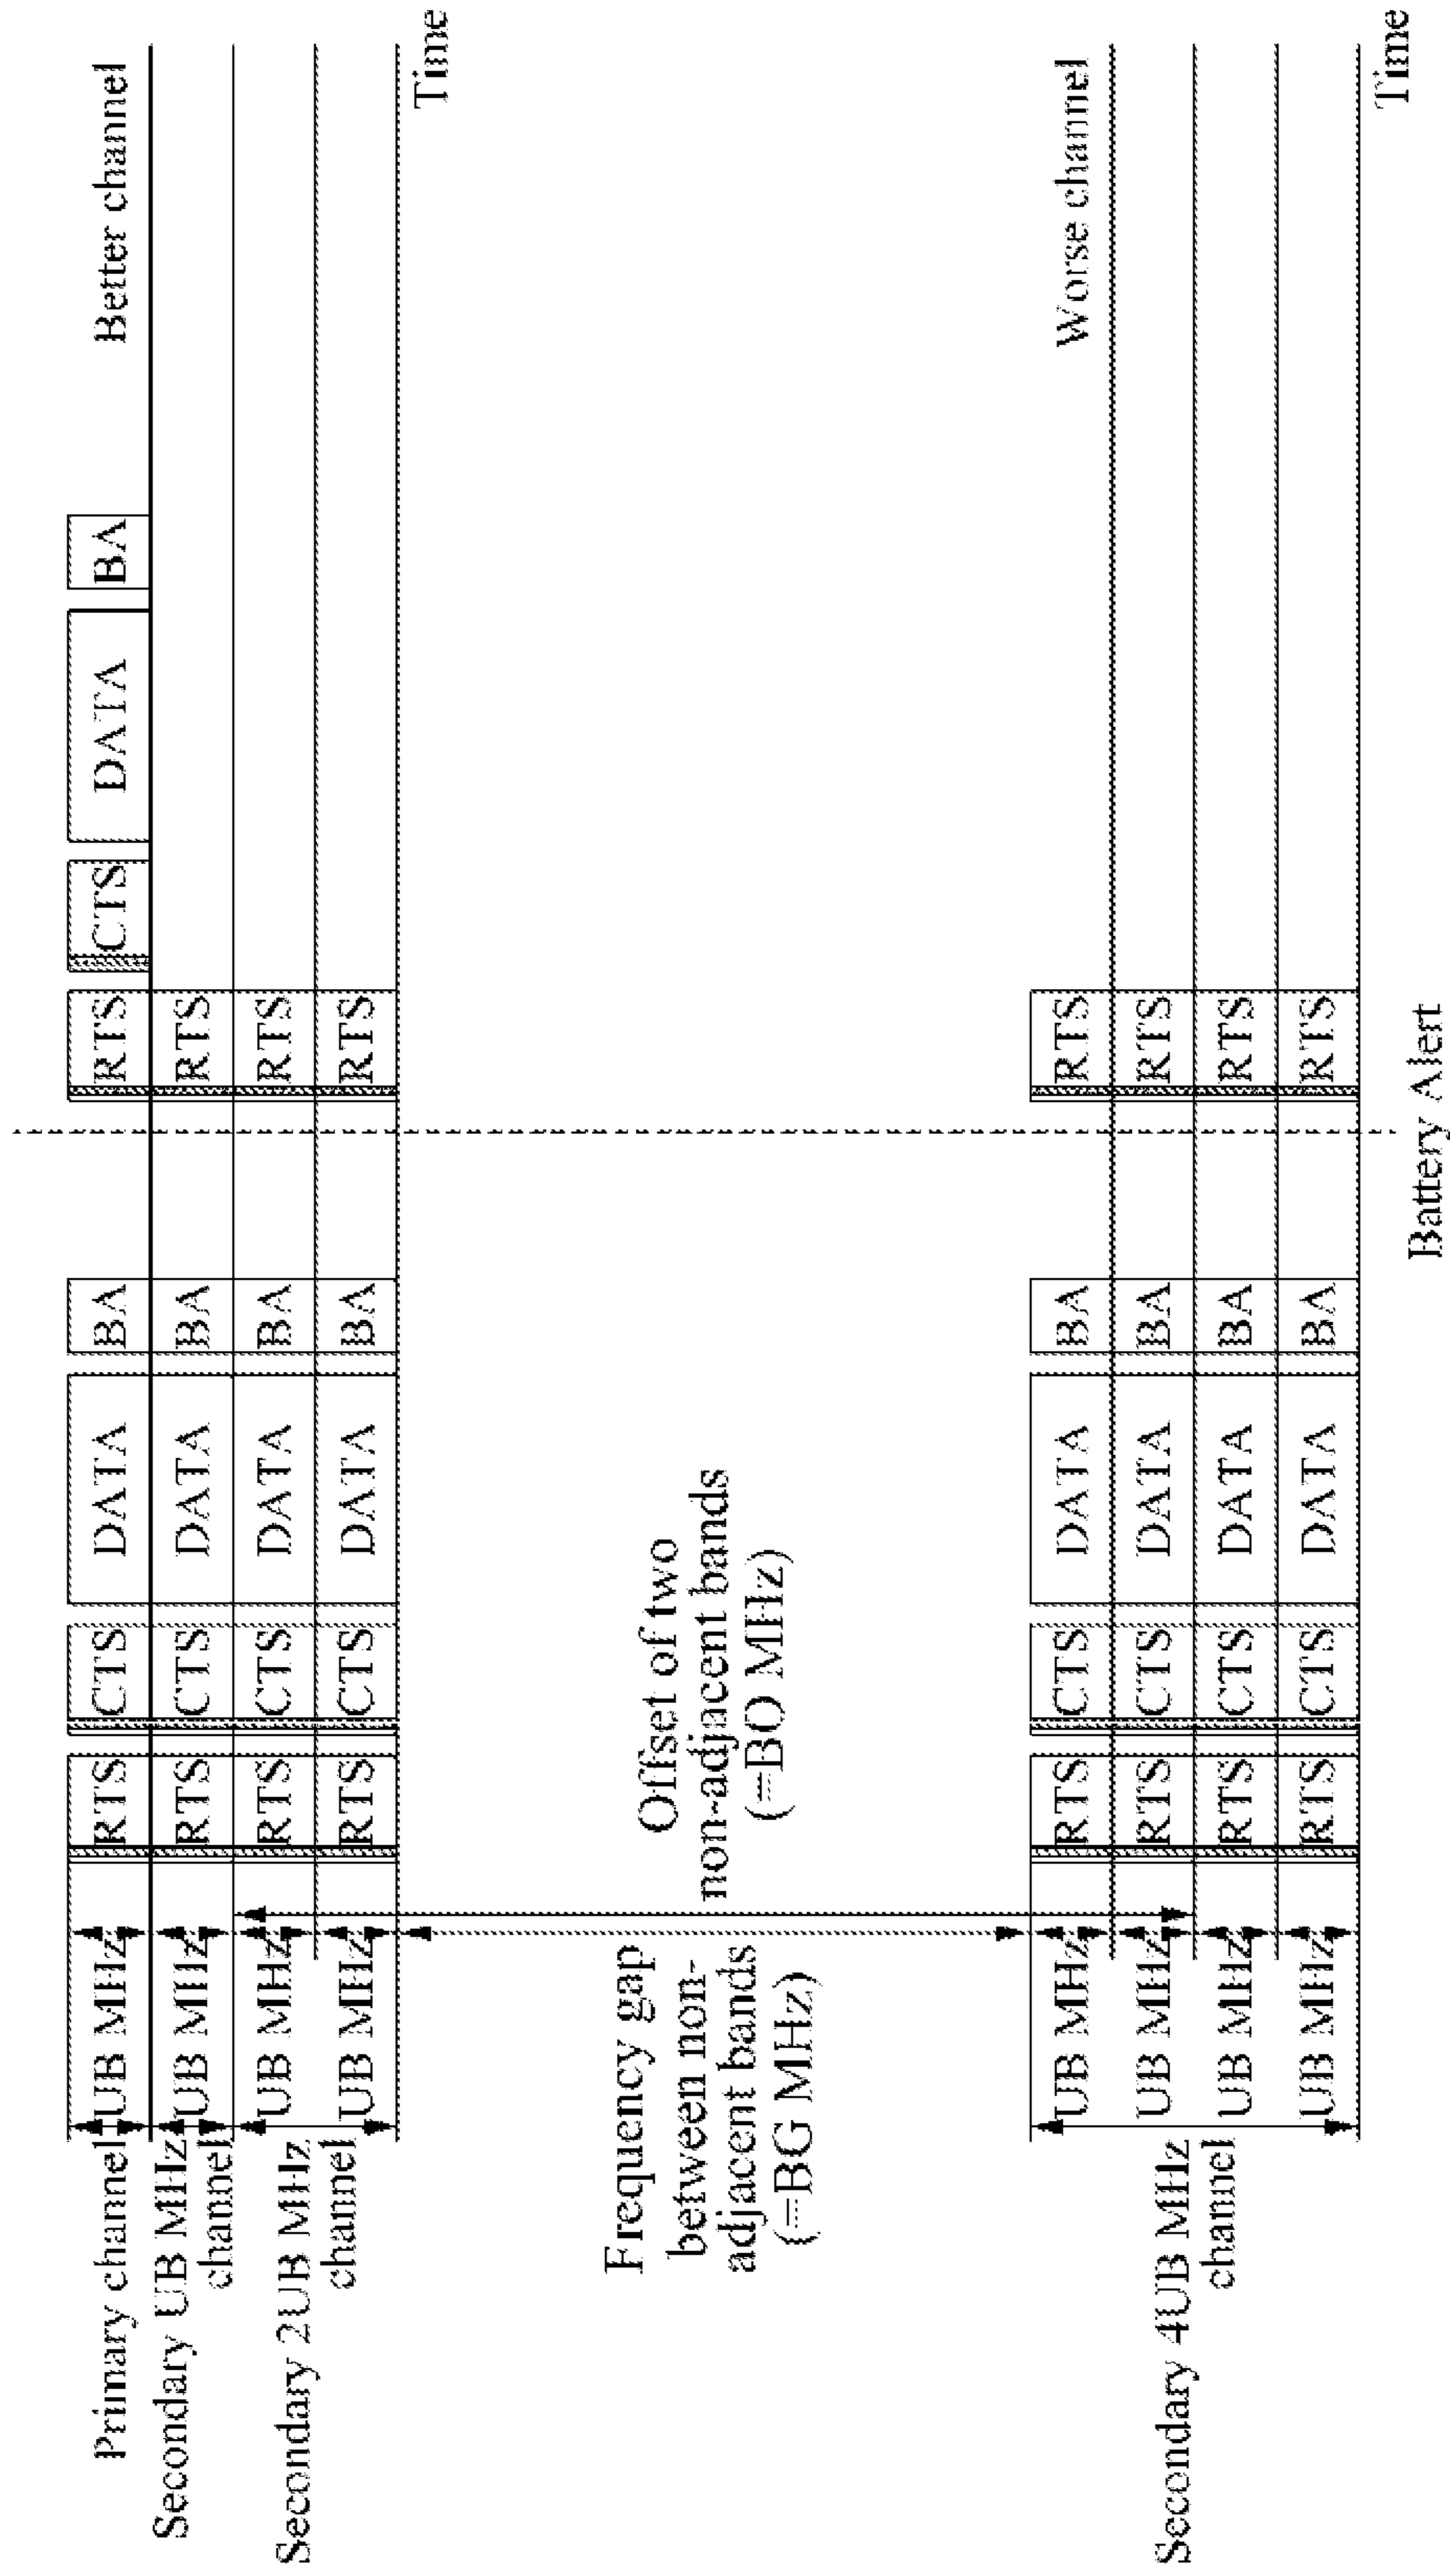 Primary channel
UB MHz
RTS
CTS
DATA
BA
RTS
CTS
DATA
BA
Better channel
Secondary UB MHz
channel
UB MHz
RTS
CTS
DATA
BA
RTS
Secondary 2UB MHz
channel
UB MHz
RTS
CTS
DATA
BA
RTS
UB MHz
RTS
CTS
DATA
BA
RTS
Time
Frequency gap
between non-
adjacent bands
(=BG MHz)
Offset of two
non-adjacent bands
(=BO MHz)
Secondary 4UB MHz
channel
UB MHz
RTS
CTS
DATA
BA
RTS
Worse channel
UB MHz
RTS
CTS
DATA
BA
RTS
UB MHz
RTS
CTS
DATA
BA
RTS
UB MHz
RTS
CTS
DATA
BA
RTS
Time
Battery Alert